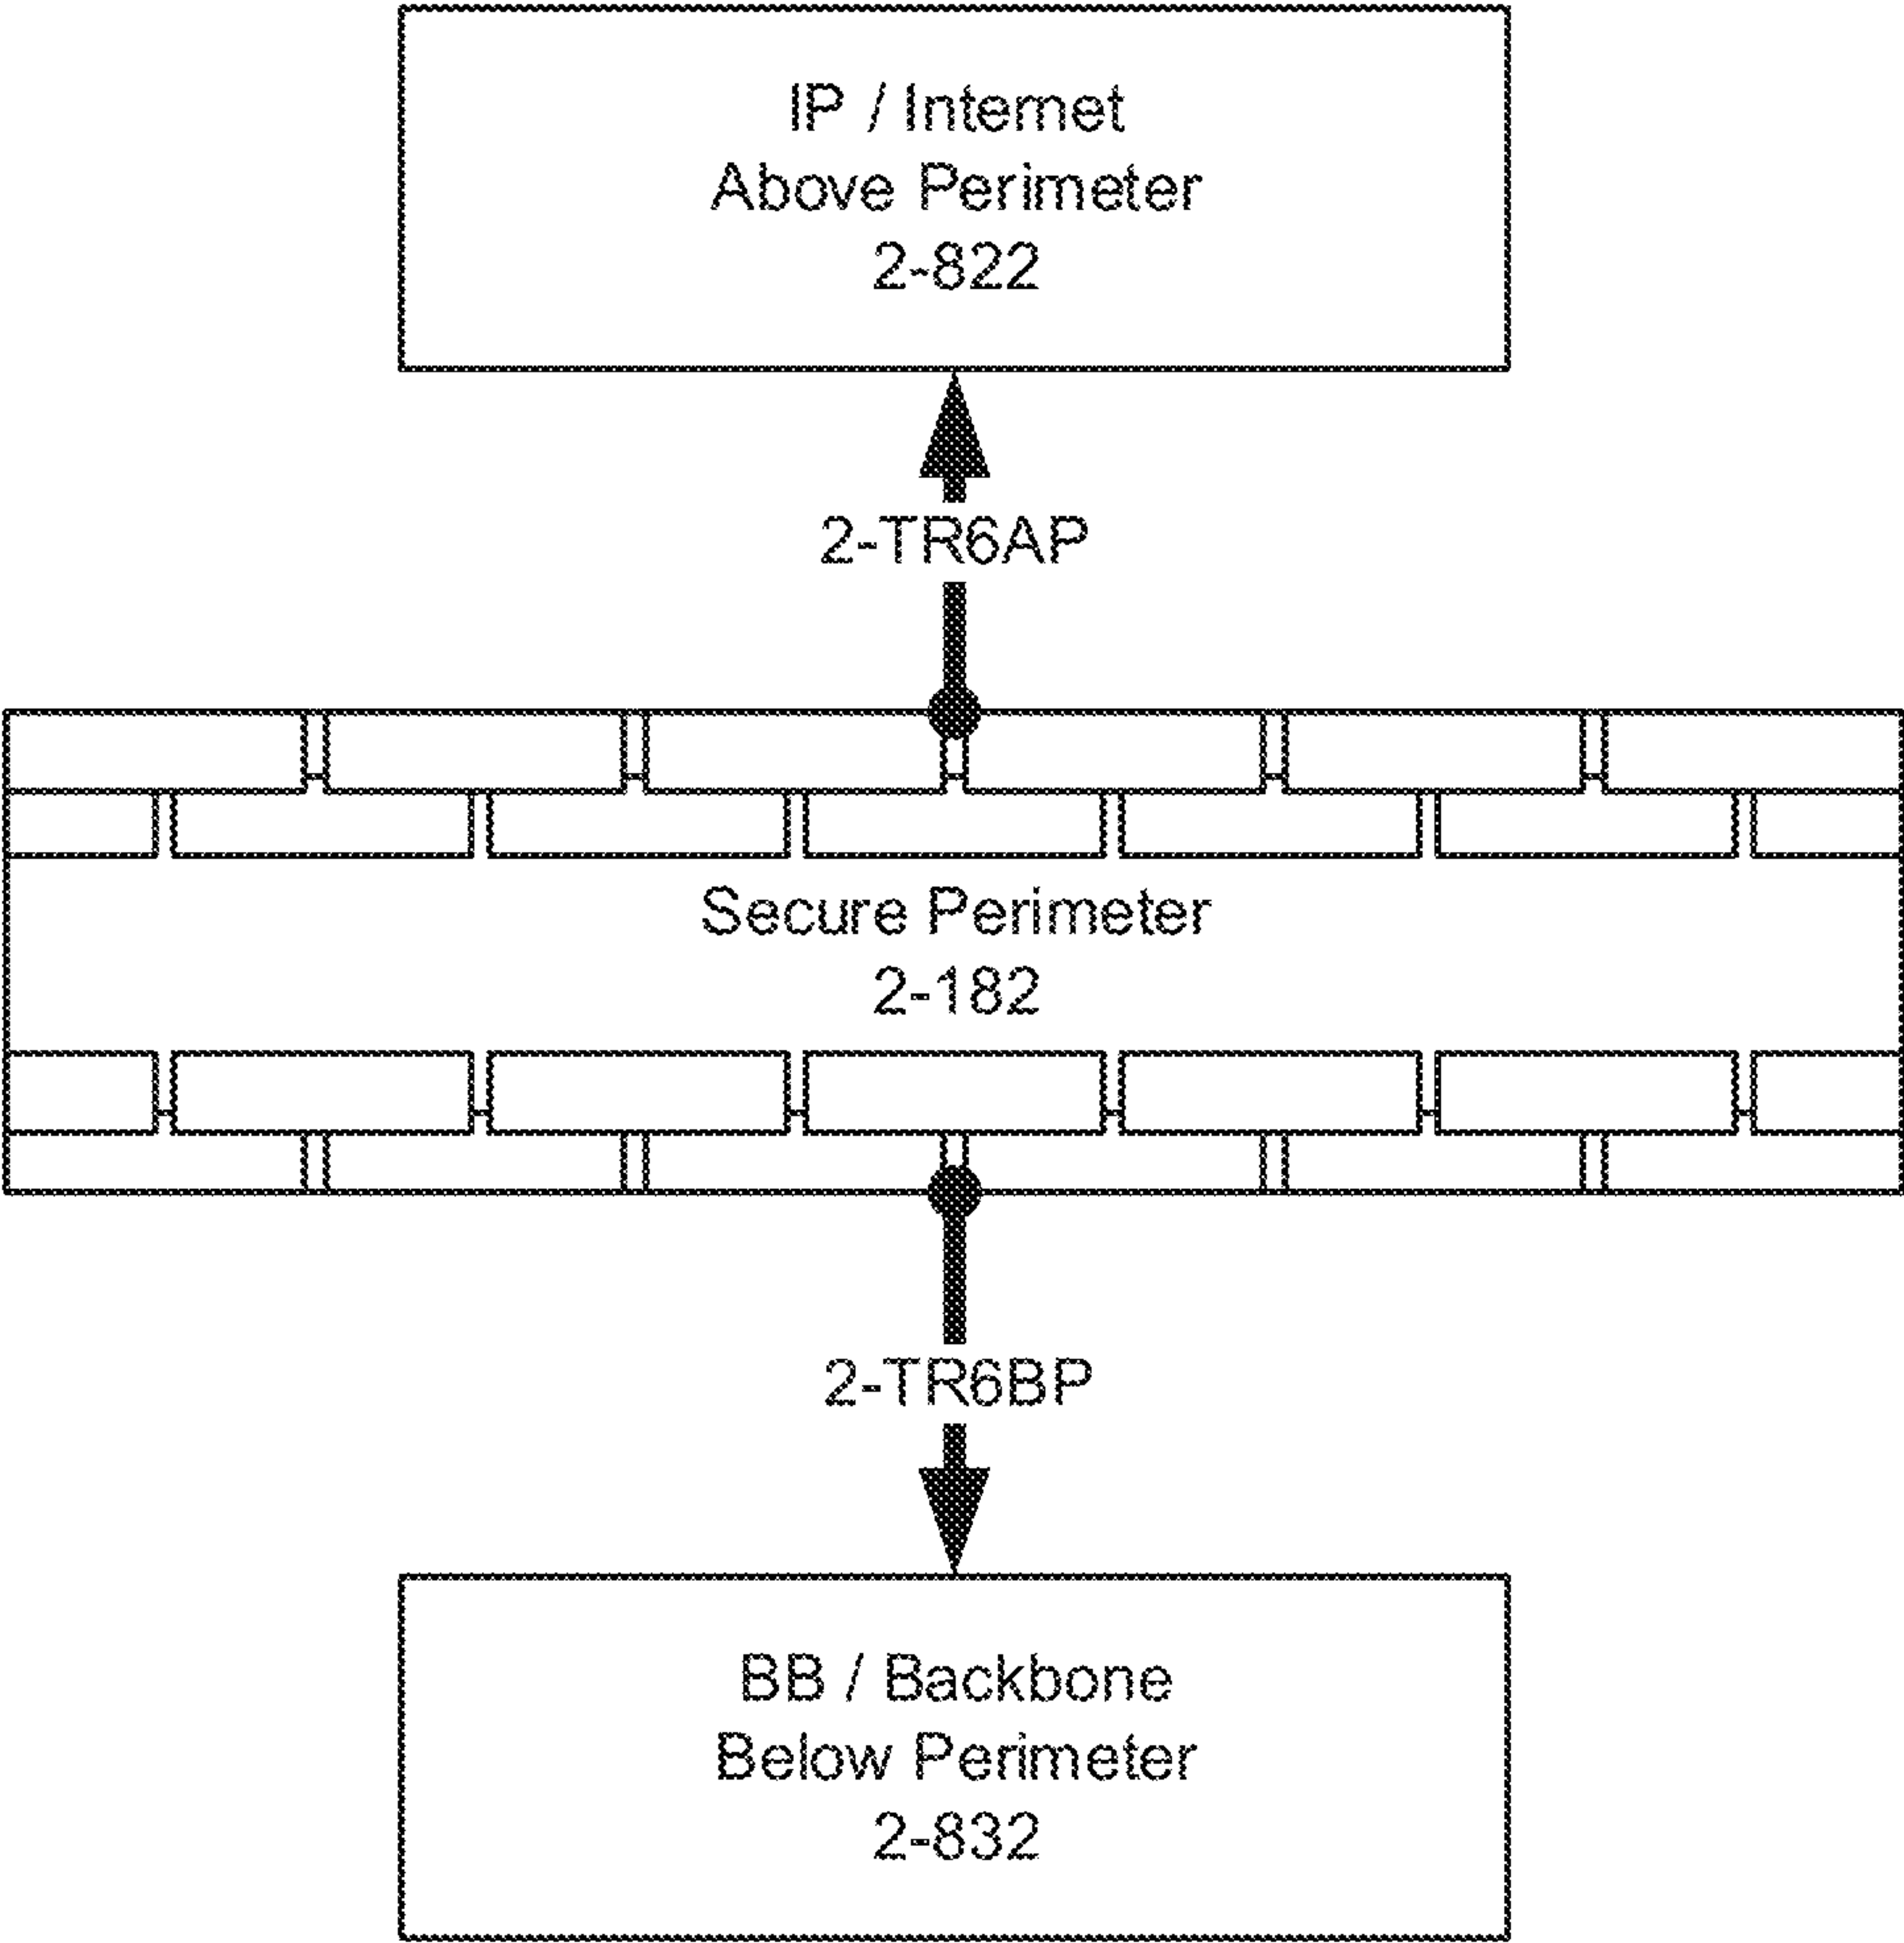 IP / Internet
Above Perimeter
2-822
2-TR6AP
Secure Perimeter
2-182
2-TR6BP
BB / Backbone
Below Perimeter
2-832